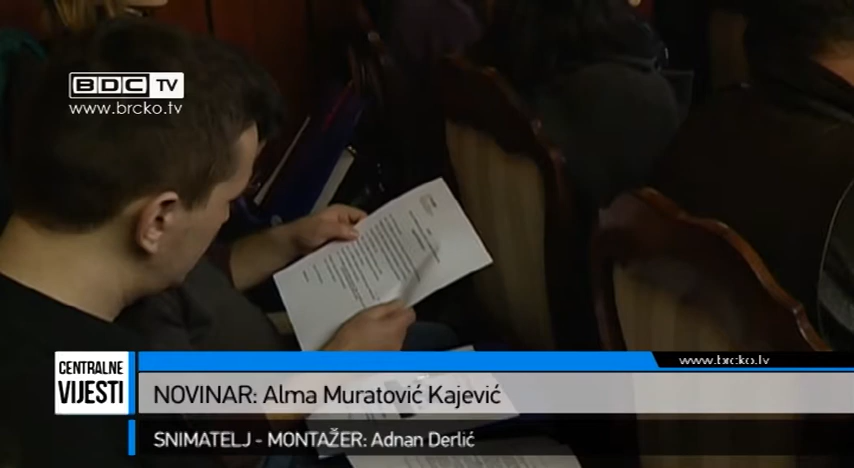 BDC TV
www.brcko.tv
www.brcko.tv
CENTRALNE
VIJESTI
NOVINAR: Alma Muratović Kajević
SNIMATELJ - MONTAŽER: Adnan Derlić